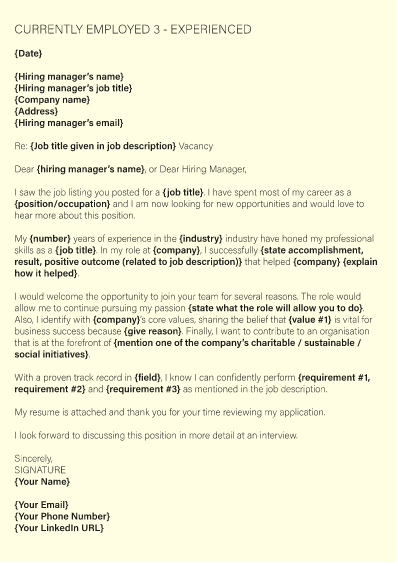 CURRENTLY EMPLOYED 3 - EXPERIENCED
{Date}
{Hiring manager's name}
{Hiring manager's job title}
{Company name}
{Address}
{Hiring manager's email}
Re: {Job title given in job description} Vacancy
Dear {hiring manager's name}, or Dear Hiring Manager,
I saw the job listing you posted for a {job title}. I have spent most of my career as a
{position/occupation} and I am now looking for new opportunities and would love to
hear more about this position.
My {number} years of experience in the {industry} industry have honed my professional
skills as a {job title}. In my role at {company}, I successfully {state accomplishment,
result, positive outcome (related to job description)} that helped {company} {explain
how it helped}.
I would welcome the opportunity to join your team for several reasons. The role would
allow me to continue pursuing my passion {state what the role will allow you to do}.
Also, I identify with {company}'s core values, sharing the belief that {value #1} is vital for
business success because {give reason}. Finally, I want to contribute to an organisation
that is at the forefront of {mention one of the company's charitable / sustainable /
social initiatives}.
With a proven track record in {field}, I know I can confidently perform {requirement #1,
requirement #2} and {requirement #3} as mentioned in the job description.
My resume is attached and thank you for your time reviewing my application.
I look forward to discussing this position in more detail at an interview.
Sincerely,
SIGNATURE
{Your Name}
{Your Email}
{Your Phone Number}
{Your LinkedIn URL}